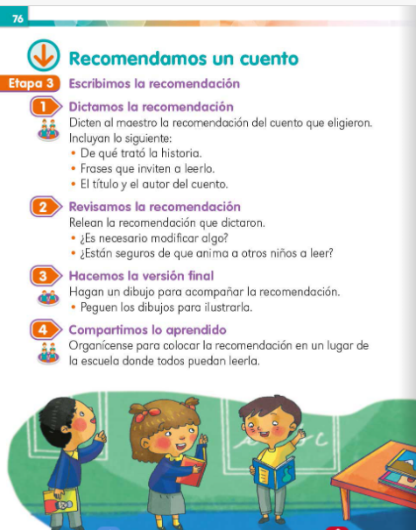 76
Recomendamos un cuento
Etapa 3 Escribimos la recomendación
1 Dictamos la recomendación
Dicten al maestro la recomendación del cuento que eligieron.
Incluyan lo siguiente:
• De qué trató la historia.
• Frases que inviten a leerlo.
• El título y el autor del cuento.
2 Revisamos la recomendación
Relean la recomendación que dictaron.
• ¿Es necesario modificar algo?
• ¿Están seguros de que anima a otros niños a leer?
3 Hacemos la versión final
Hagan un dibujo para acompañar la recomendación.
• Peguen los dibujos para ilustrarla.
4 Compartimos lo aprendido
Organícense para colocar la recomendación en un lugar de
la escuela donde todos puedan leerla.